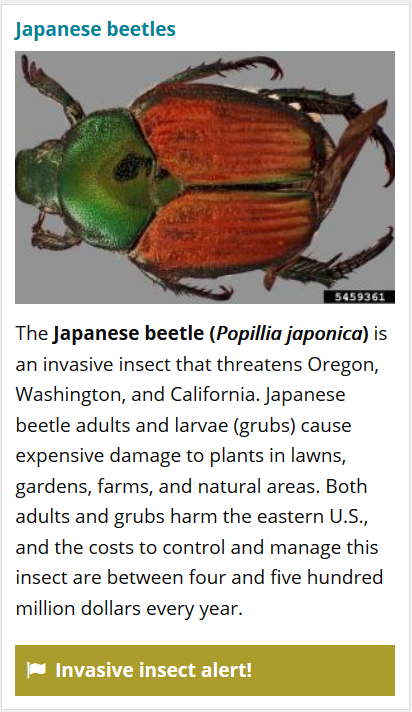 Japanese beetles
5459361
The Japanese beetle (Popillia japonica) is
an invasive insect that threatens Oregon,
Washington, and California. Japanese
beetle adults and larvae (grubs) cause
expensive damage to plants in lawns,
gardens, farms, and natural areas. Both
adults and grubs harm the eastern U.S.,
and the costs to control and manage this
insect are between four and five hundred
million dollars every year.
Invasive insect alert!